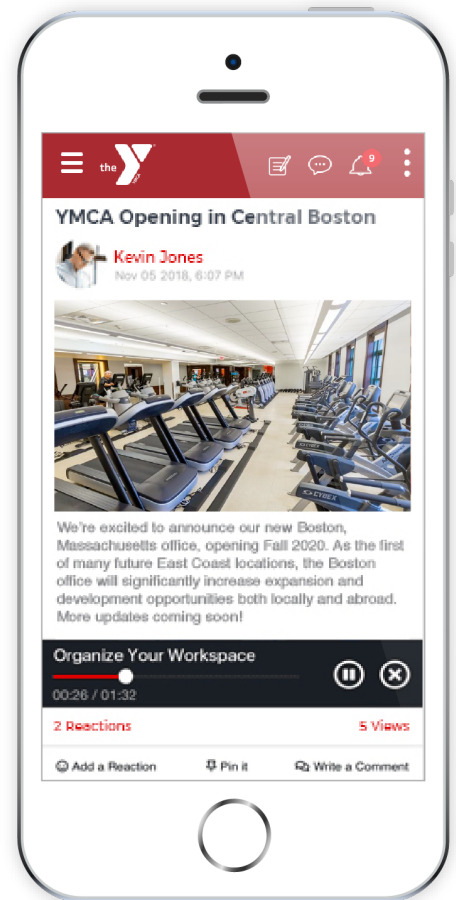 the
9
YMCA Opening in Central Boston
Kevin Jones
Nov 05 2018, 6:07 PM
CYBEX
We're excited to announce our new Boston,
Massachusetts office, opening Fall 2020. As the first
of many future East Coast locations, the Boston
office will significantly increase expansion and
development opportunities both locally and abroad.
More updates coming soon!
Organize Your Workspace
00:26 / 01:32
2 Reactions 5 Views
Add a Reaction Pin it Write a Comment